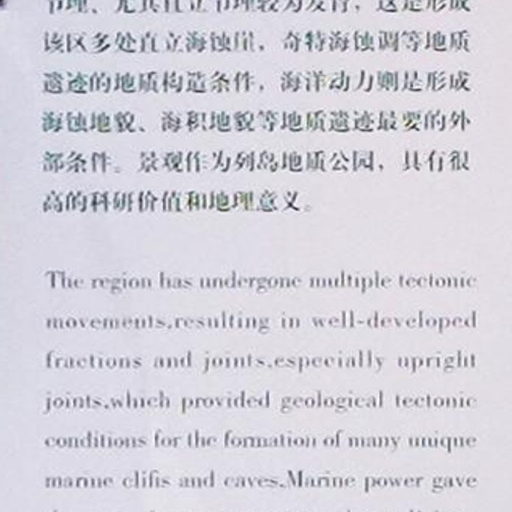 节理、尤其直立节理较为发育，这是形成
该区多处直立海蚀崖，奇特海蚀调等地质
遗迹的地质构造条件，海洋动力则是形成
海蚀地貌、海积地貌等地质遗迹最要的外
部条件。景观作为列岛地质公园，具有很
高的科研价值和地理意义。
The region has undergone multiple tectonic
movements,resulting in well-developed
fractions and joints,especially upright
joints,which provided geological tectonic
conditions for the formation of many unique
marine cliffs and caves.Marine power gave